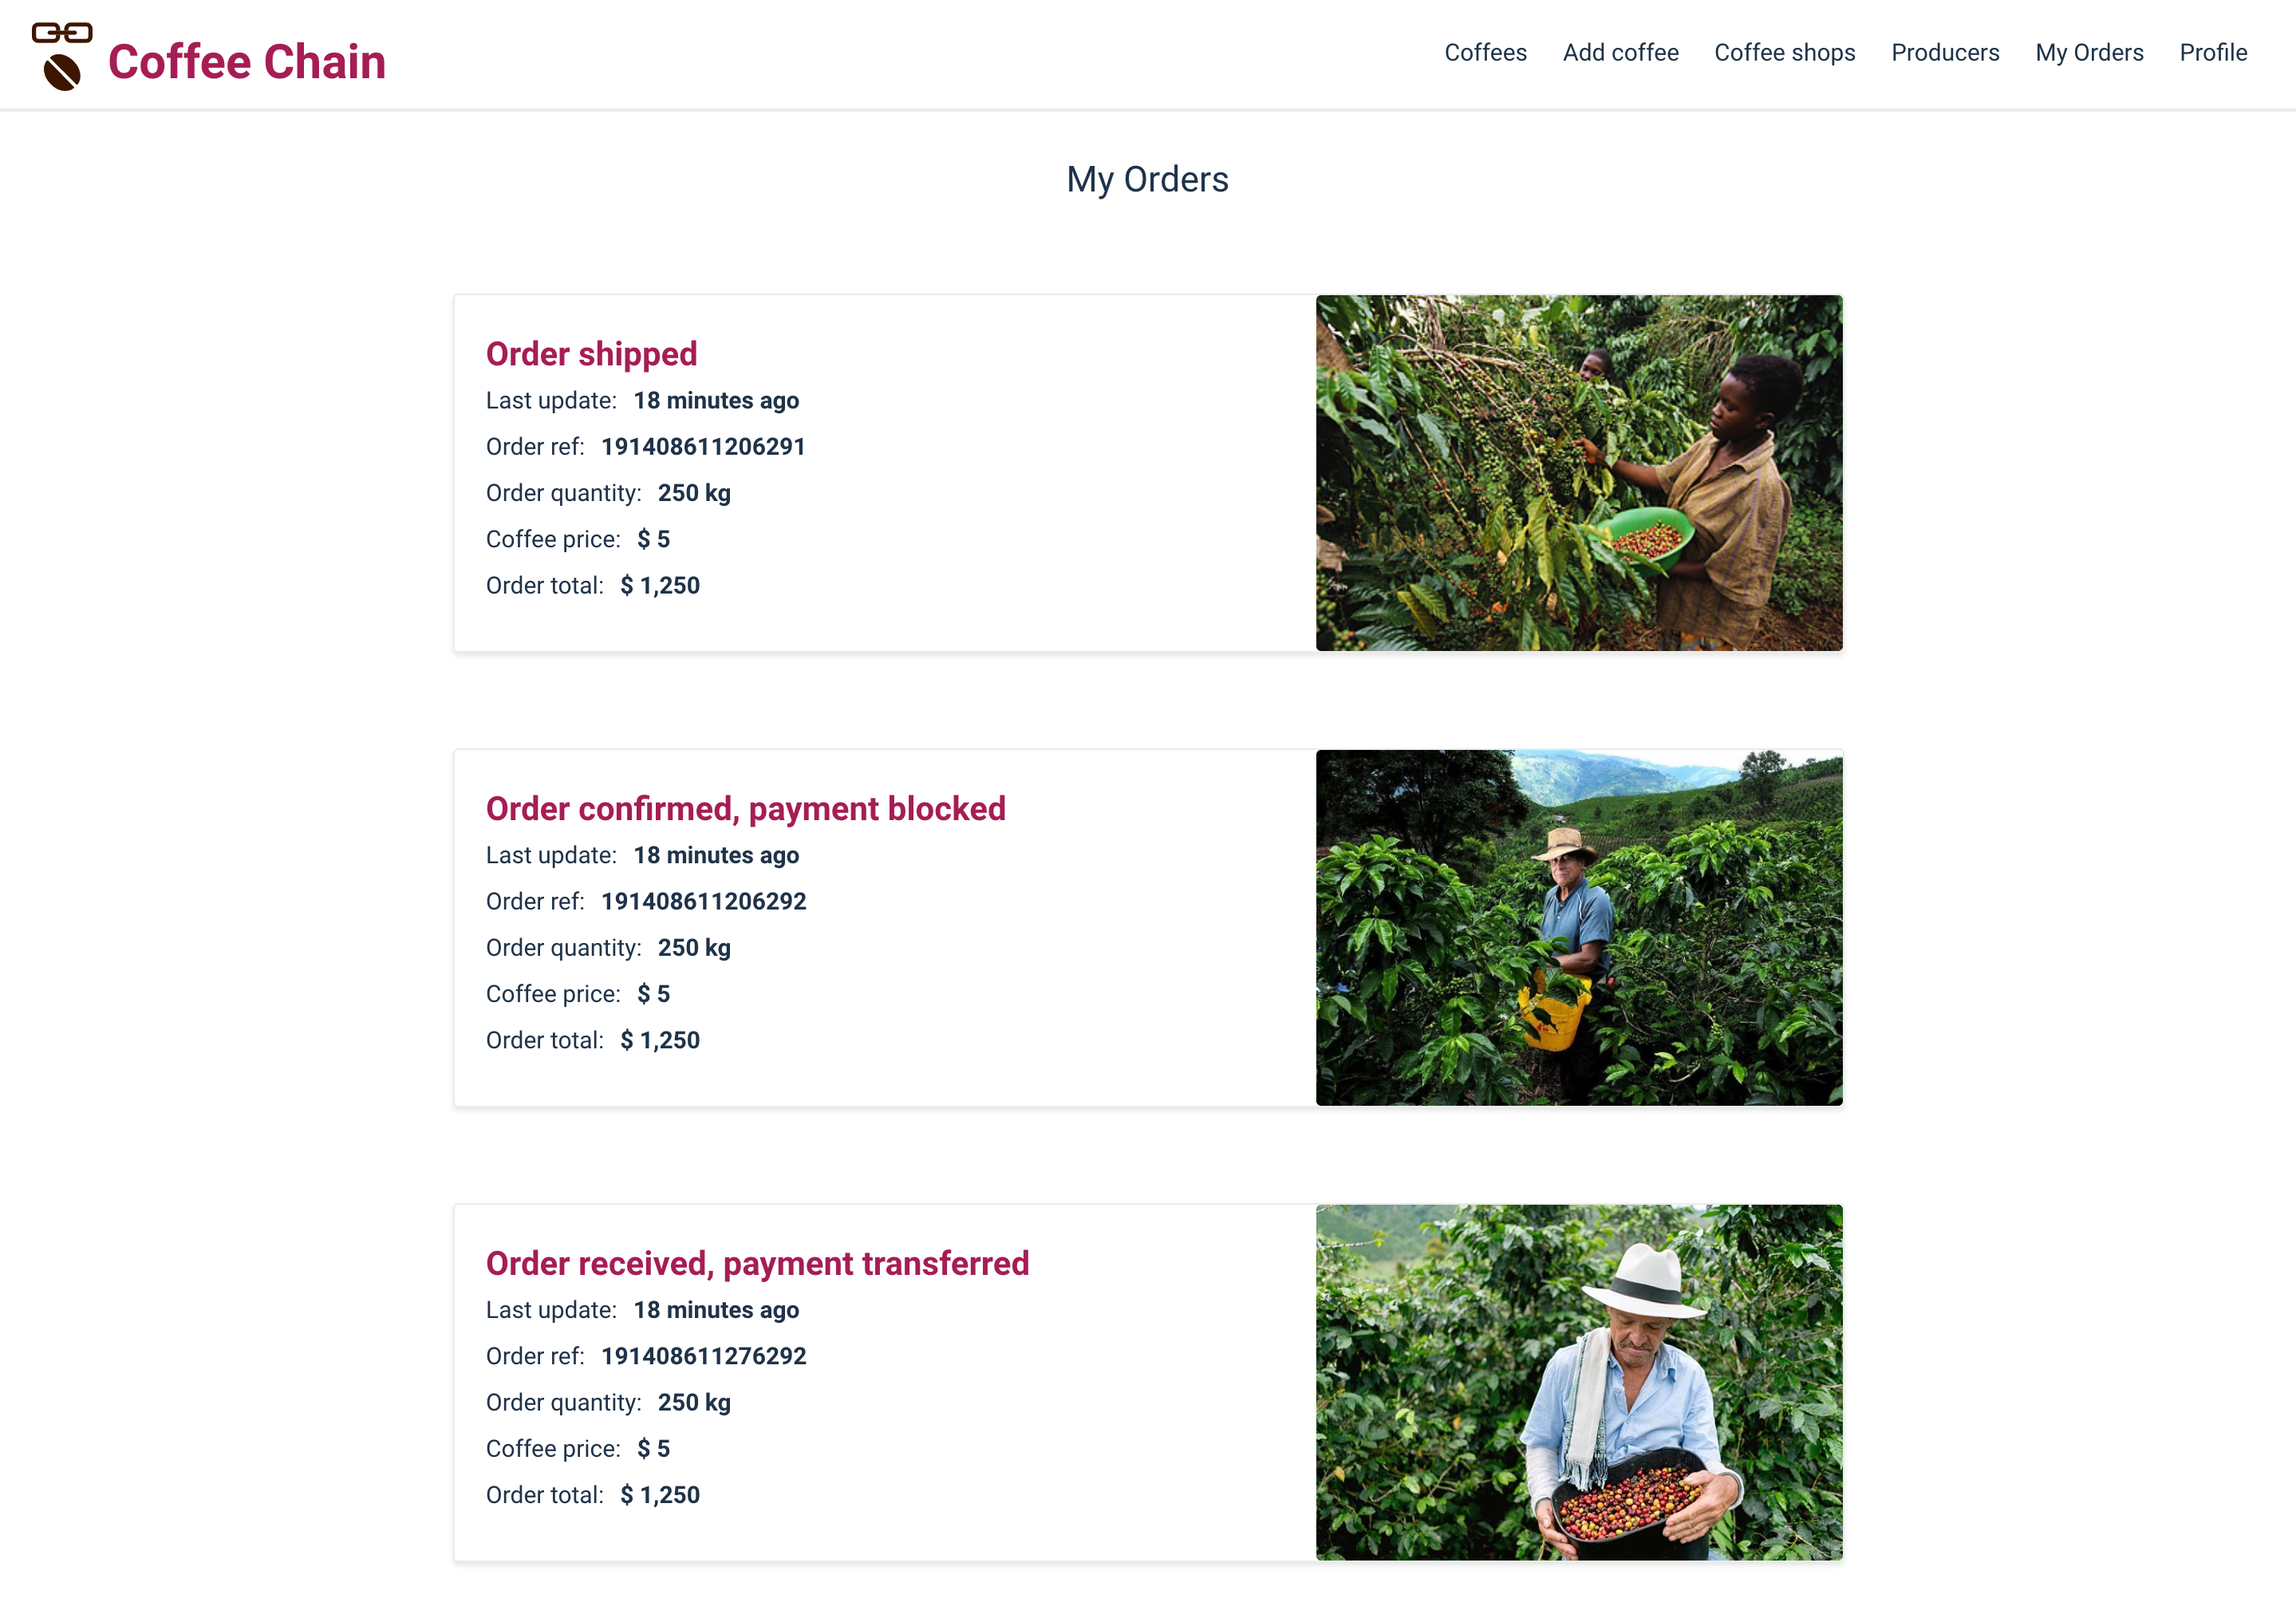 Coffee Chain
Coffees Add coffee Coffee shops Producers My Orders Profile
My Orders
Order shipped
Last update: 18 minutes ago
Order ref: 191408611206291
Order quantity: 250 kg
Coffee price: $ 5
Order total: $ 1,250
Order confirmed, payment blocked
Last update: 18 minutes ago
Order ref: 191408611206292
Order quantity: 250 kg
Coffee price: $ 5
Order total: $ 1,250
Order received, payment transferred
Last update: 18 minutes ago
Order ref: 191408611276292
Order quantity: 250 kg
Coffee price: $ 5
Order total: $ 1,250